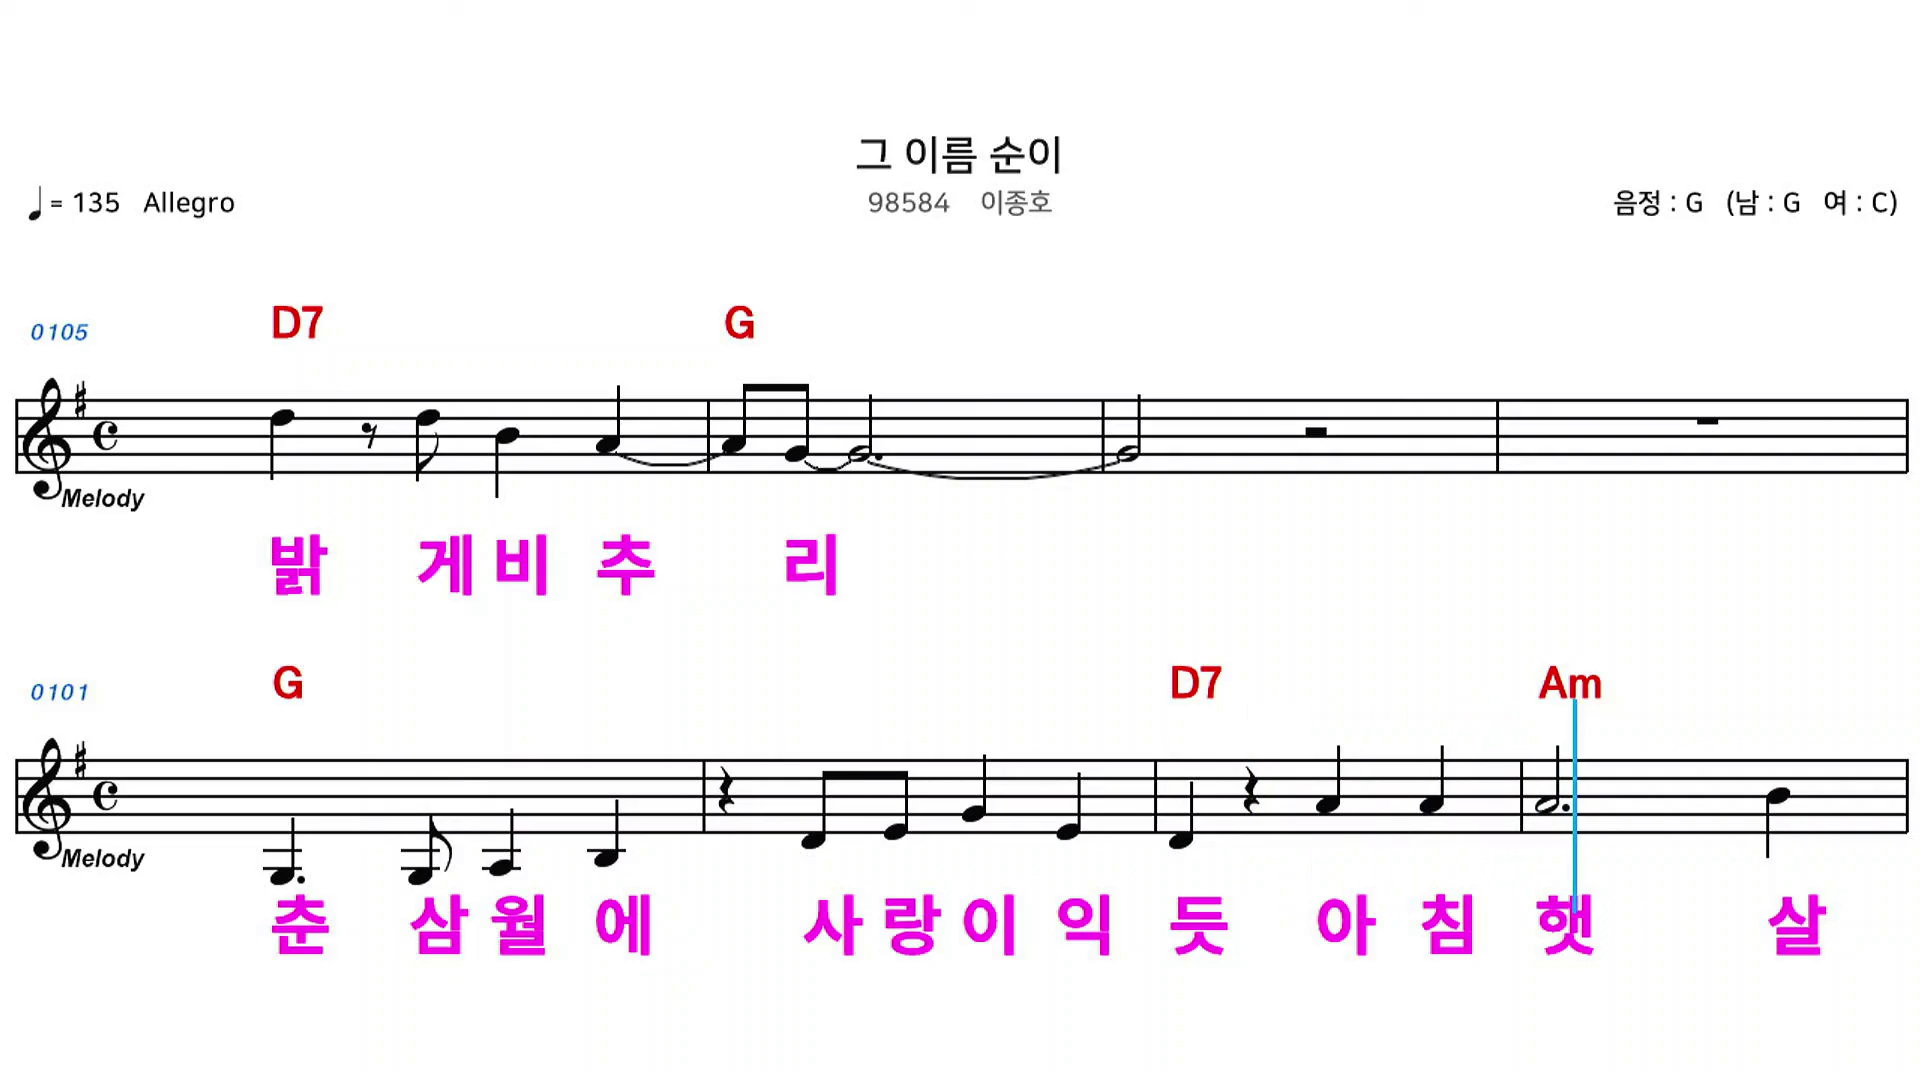 그 이름 순이
♩= 135 Allegro 98584 이종호 음정 : G (남 : G 여 : C)
0105 D7 G
Melody
밝 게 비 추 리
0101 G D7 Am
Melody
춘 삼 월 에 사 랑 이 익 듯 아 침 햇 살